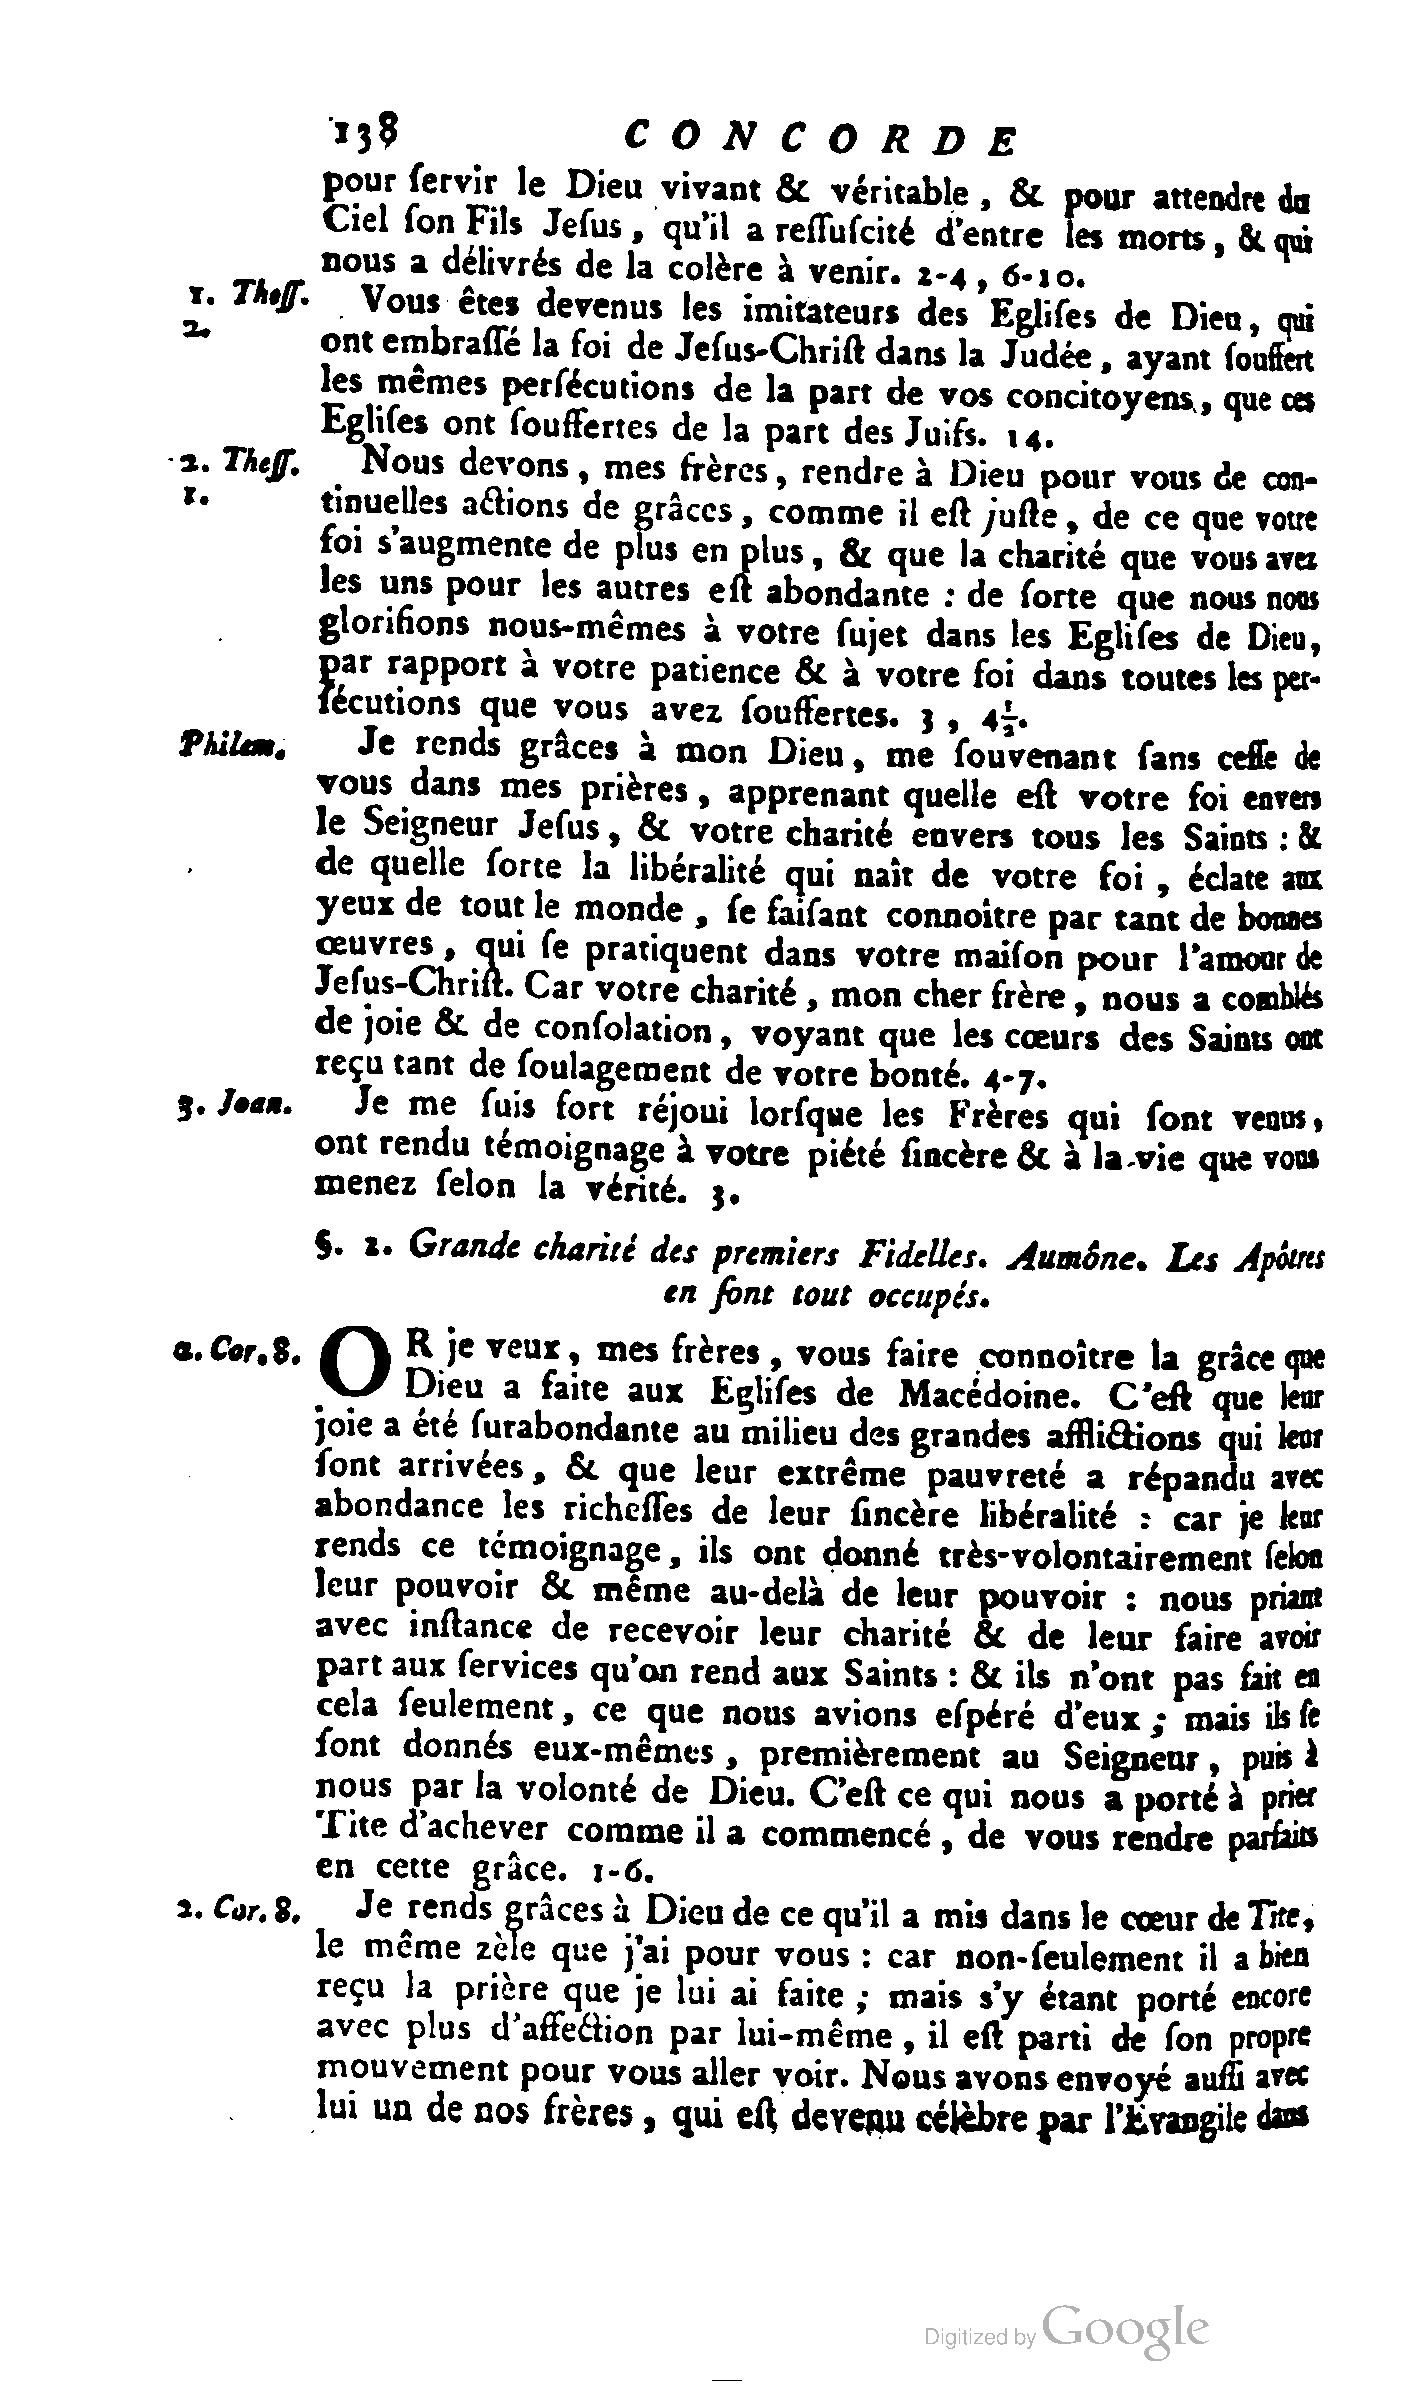 138 CONCORDE
pour ſervir le Dieu vivant & véritable, & pour attendre du
Ciel ſon Fils Jeſus, qu'il a reſſuſcité d'entre les morts, & qui
nous a délivrés de la colère à venir. 2-4, 6-10.
1. Theſſ. 2. Vous êtes devenus les imitateurs des Egliſes de Dieu, qui
ont embraſſé la foi de Jeſus-Chriſt dans la Judée, ayant ſouffert
les mêmes perſécutions de la part de vos concitoyens, que ces
Egliſes ont ſouffertes de la part des Juifs. 14.
2. Theſſ. 1. Nous devons, mes frères, rendre à Dieu pour vous de con-
tinuelles actions de grâces, comme il eſt juſte, de ce que votre
foi s'augmente de plus en plus, & que la charité que vous avez
les uns pour les autres eſt abondante : de ſorte que nous nous
glorifions nous-mêmes à votre ſujet dans les Egliſes de Dieu,
par rapport à votre patience & à votre foi dans toutes les per-
ſécutions que vous avez ſouffertes. 3, 4½.
Philem. Je rends grâces à mon Dieu, me ſouvenant ſans ceſſe de
vous dans mes prières, apprenant quelle eſt votre foi envers
le Seigneur Jeſus, & votre charité envers tous les Saints : &
de quelle ſorte la libéralité qui naît de votre foi, éclate aux
yeux de tout le monde, ſe faiſant connoître par tant de bonnes
œuvres, qui ſe pratiquent dans votre maiſon pour l'amour de
Jeſus-Chriſt. Car votre charité, mon cher frère, nous a comblés
de joie & de conſolation, voyant que les cœurs des Saints ont
reçu tant de ſoulagement de votre bonté. 4-7.
3. Joan. Je me ſuis fort réjoui lorſque les Frères qui ſont venus,
ont rendu témoignage à votre piété ſincère & à la vie que vous
menez ſelon la vérité. 3.
§. 2. Grande charité des premiers Fidelles. Aumône. Les Apôtres
en ſont tout occupés.
2. Cor. 8. OR je veux, mes frères, vous faire connoître la grâce que
Dieu a faite aux Egliſes de Macédoine. C'eſt que leur
joie a été ſurabondante au milieu des grandes afflictions qui leur
ſont arrivées, & que leur extrême pauvreté a répandu avec
abondance les richeſſes de leur ſincère libéralité : car je leur
rends ce témoignage, ils ont donné très-volontairement ſelon
leur pouvoir & même au-delà de leur pouvoir : nous priant
avec inſtance de recevoir leur charité & de leur faire avoir
part aux ſervices qu'on rend aux Saints : & ils n'ont pas fait en
cela ſeulement, ce que nous avions eſpéré d'eux ; mais ils ſe
ſont donnés eux-mêmes, premièrement au Seigneur, puis à
nous par la volonté de Dieu. C'eſt ce qui nous a porté à prier
Tite d'achever comme il a commencé, de vous rendre parfaits
en cette grâce. 1-6.
2. Cor. 8. Je rends grâces à Dieu de ce qu'il a mis dans le cœur de Tite,
le même zèle que j'ai pour vous : car non-ſeulement il a bien
reçu la prière que je lui ai faite ; mais s'y étant porté encore
avec plus d'affection par lui-même, il eſt parti de ſon propre
mouvement pour vous aller voir. Nous avons envoyé auſſi avec
lui un de nos frères, qui eſt devenu célèbre par l'Évangile dans
Digitized by Google